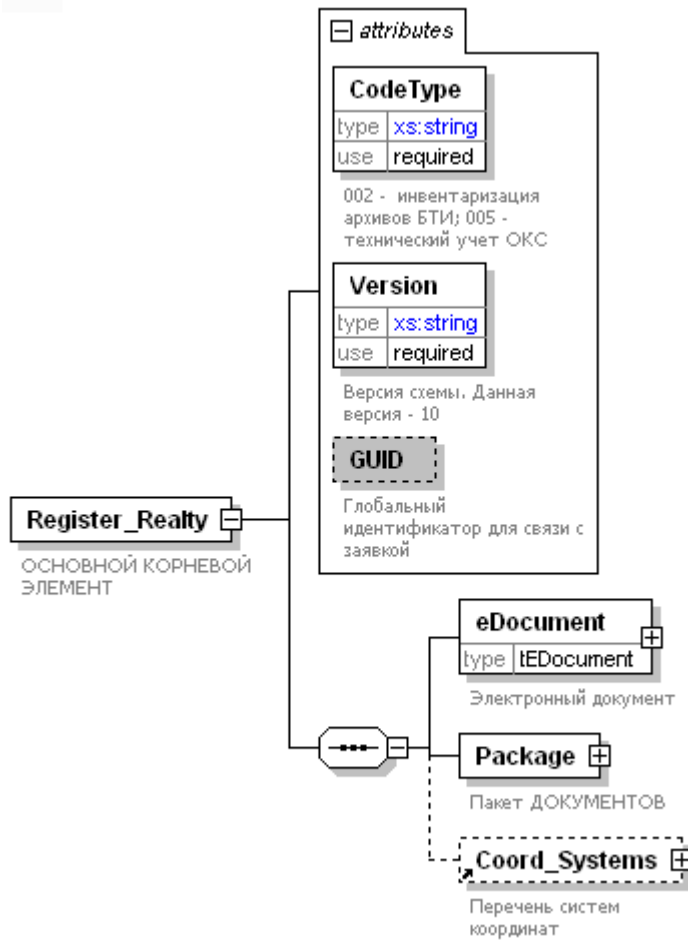 attributes
CodeType
type xs:string
use required
002 - инвентаризация
архивов БТИ; 005 -
технический учет ОКС
Version
type xs:string
use required
Версия схемы. Данная
версия - 10
GUID
Глобальный
идентификатор для связи с
заявкой
Register_Realty
ОСНОВНОЙ КОРНЕВОЙ
ЭЛЕМЕНТ
eDocument
type tEDocument
Электронный документ
Package
Пакет ДОКУМЕНТОВ
Coord_Systems
Перечень систем
координат